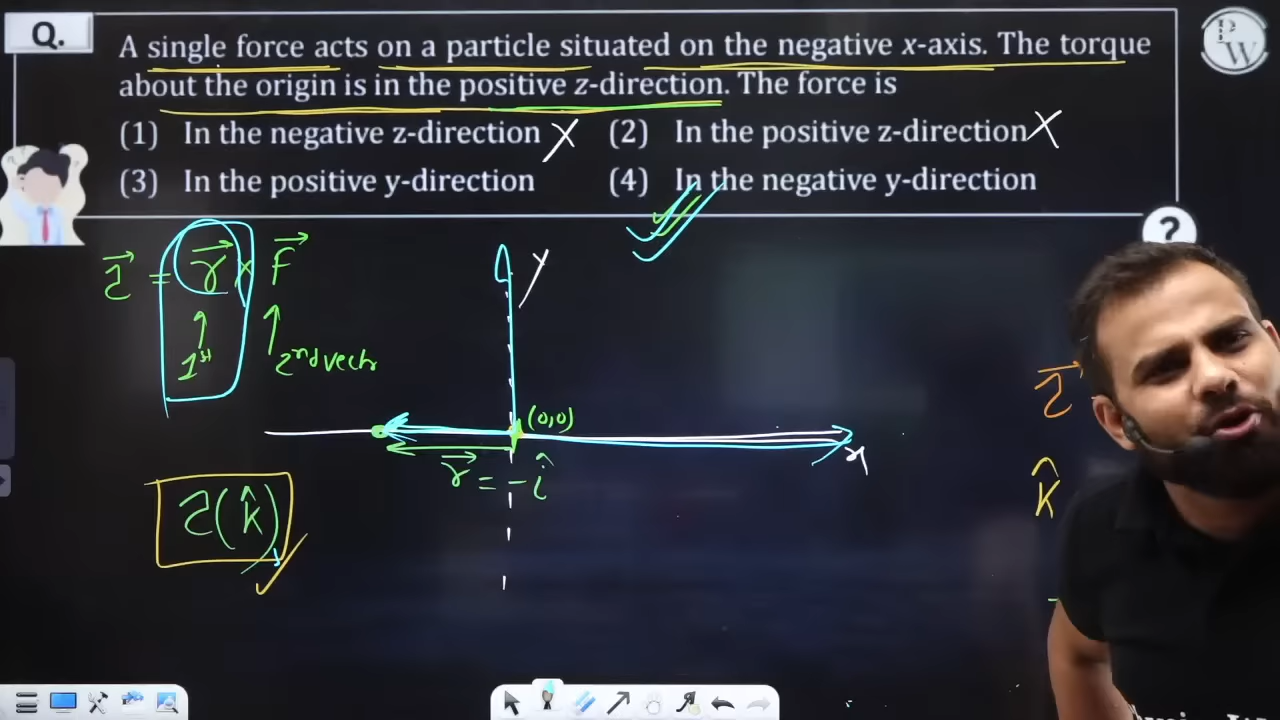 Q.
A single force acts on a particle situated on the negative x-axis. The torque
about the origin is in the positive z-direction. The force is
(1) In the negative z-direction X (2) In the positive z-direction X
(3) In the positive y-direction (4) In the negative y-direction
PW
?
τ⃗ = r⃗ × F⃗
1st
2nd vectr
y
(0,0)
x
r⃗ = -î
τ(k̂)
τ⃗
k̂